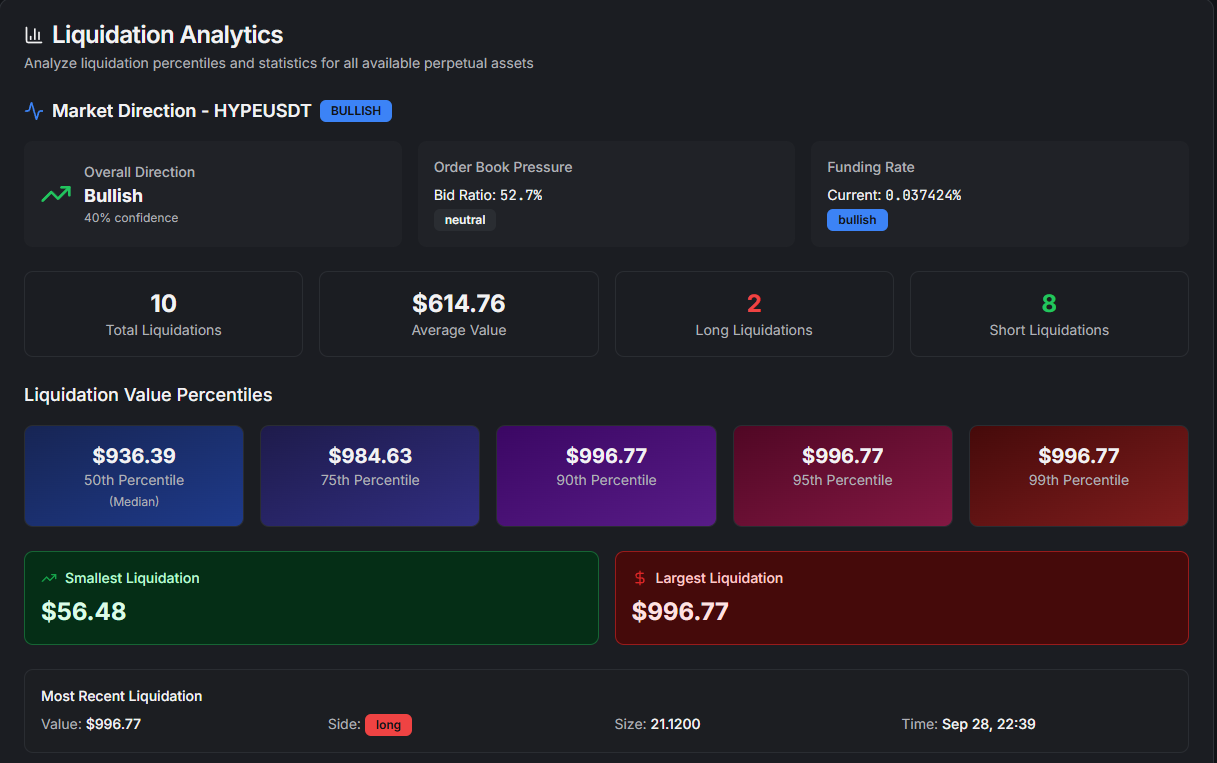 Liquidation Analytics
Analyze liquidation percentiles and statistics for all available perpetual assets
Market Direction - HYPEUSDT BULLISH
Overall Direction
Bullish
40% confidence
Order Book Pressure
Bid Ratio: 52.7%
neutral
Funding Rate
Current: 0.037424%
bullish
10
Total Liquidations
$614.76
Average Value
2
Long Liquidations
8
Short Liquidations
Liquidation Value Percentiles
$936.39
50th Percentile
(Median)
$984.63
75th Percentile
$996.77
90th Percentile
$996.77
95th Percentile
$996.77
99th Percentile
Smallest Liquidation
$56.48
$ Largest Liquidation
$996.77
Most Recent Liquidation
Value: $996.77 Side: long Size: 21.1200 Time: Sep 28, 22:39